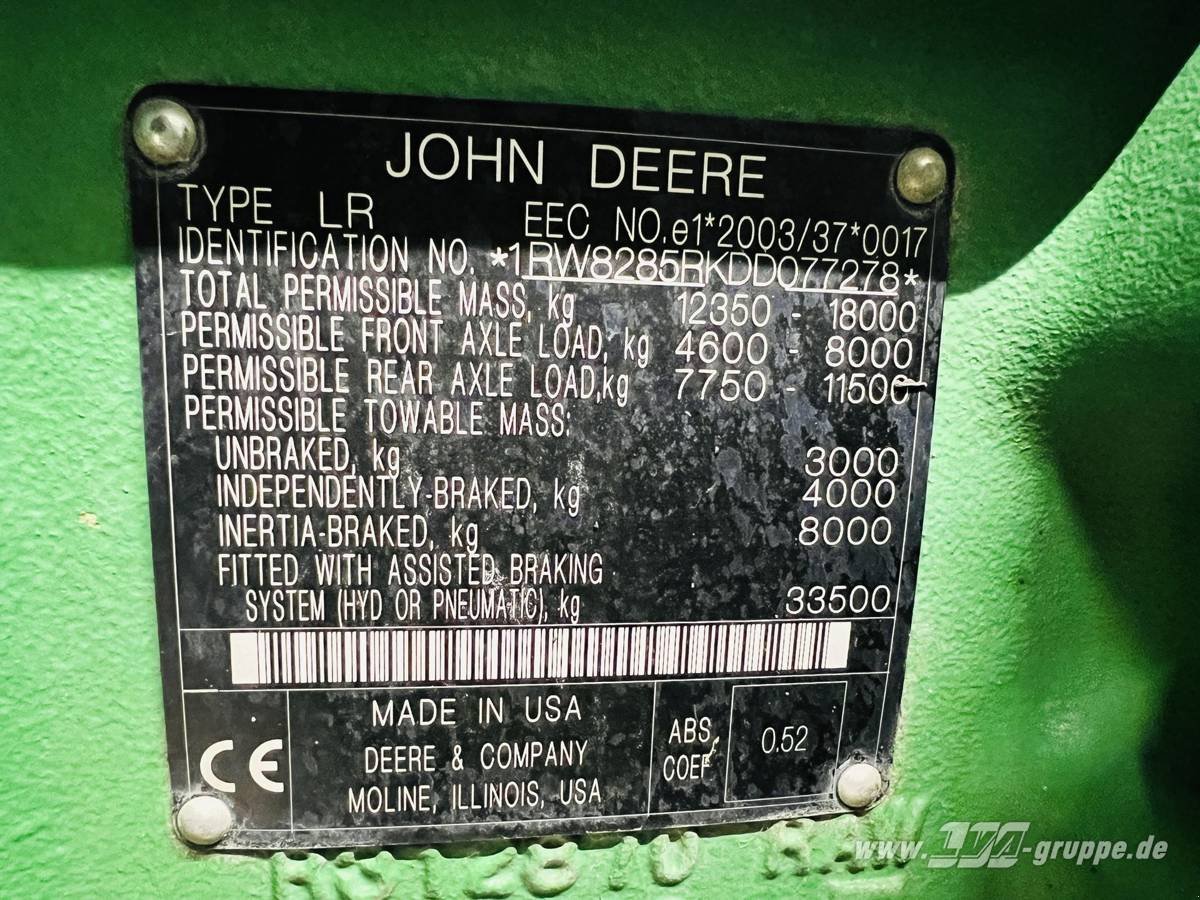 JOHN DEERE
TYPE LR EEC NO.e1*2003/37*0017
IDENTIFICATION NO. *1RW8285RKDD077278*
TOTAL PERMISSIBLE MASS, kg 12350 - 18000
PERMISSIBLE FRONT AXLE LOAD, kg 4600 - 8000
PERMISSIBLE REAR AXLE LOAD,kg 7750 - 11500
PERMISSIBLE TOWABLE MASS:
UNBRAKED, kg 3000
INDEPENDENTLY-BRAKED, kg 4000
INERTIA-BRAKED, kg 8000
FITTED WITH ASSISTED BRAKING
SYSTEM (HYD OR PNEUMATIC), kg 33500
CE
MADE IN USA
DEERE & COMPANY
MOLINE, ILLINOIS, USA
ABS.
COEF
0.52
www.LVA-gruppe.de